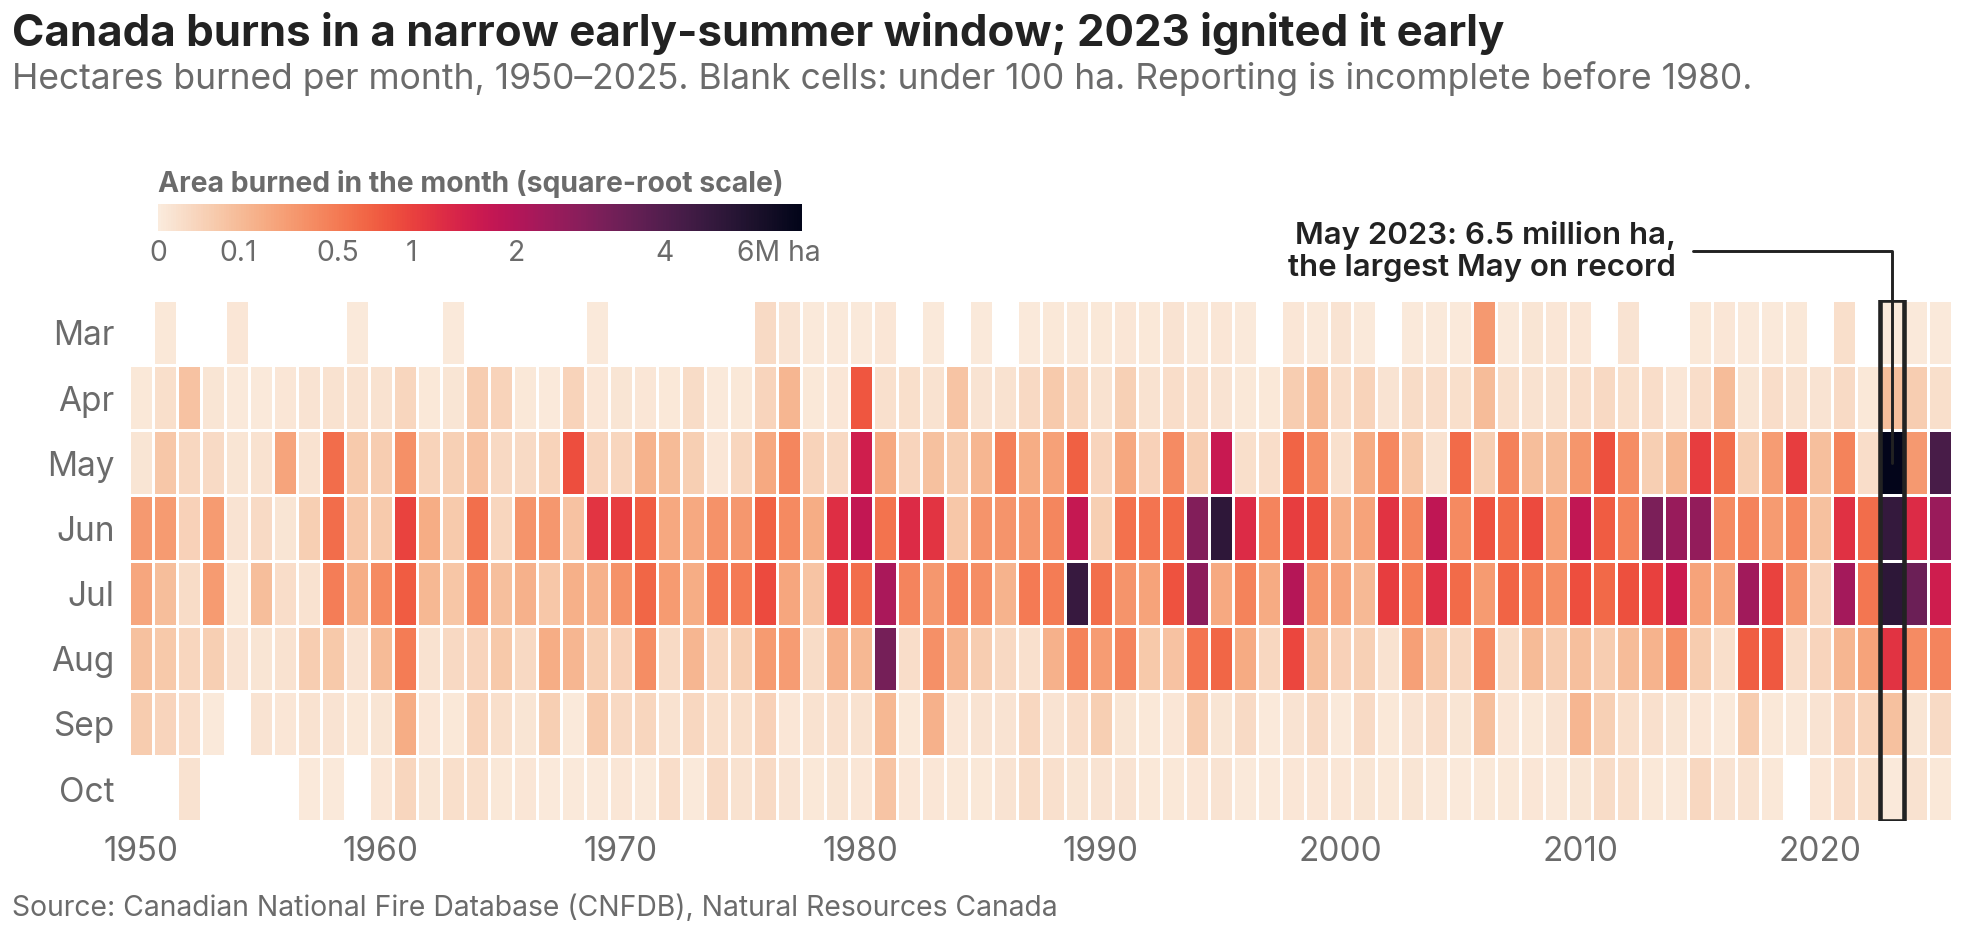 Canada burns in a narrow early-summer window; 2023 ignited it early
Hectares burned per month, 1950–2025. Blank cells: under 100 ha. Reporting is incomplete before 1980.
Area burned in the month (square-root scale)
0 0.1 0.5 1 2 4 6M ha
May 2023: 6.5 million ha,
the largest May on record
Mar
Apr
May
Jun
Jul
Aug
Sep
Oct
1950 1960 1970 1980 1990 2000 2010 2020
Source: Canadian National Fire Database (CNFDB), Natural Resources Canada